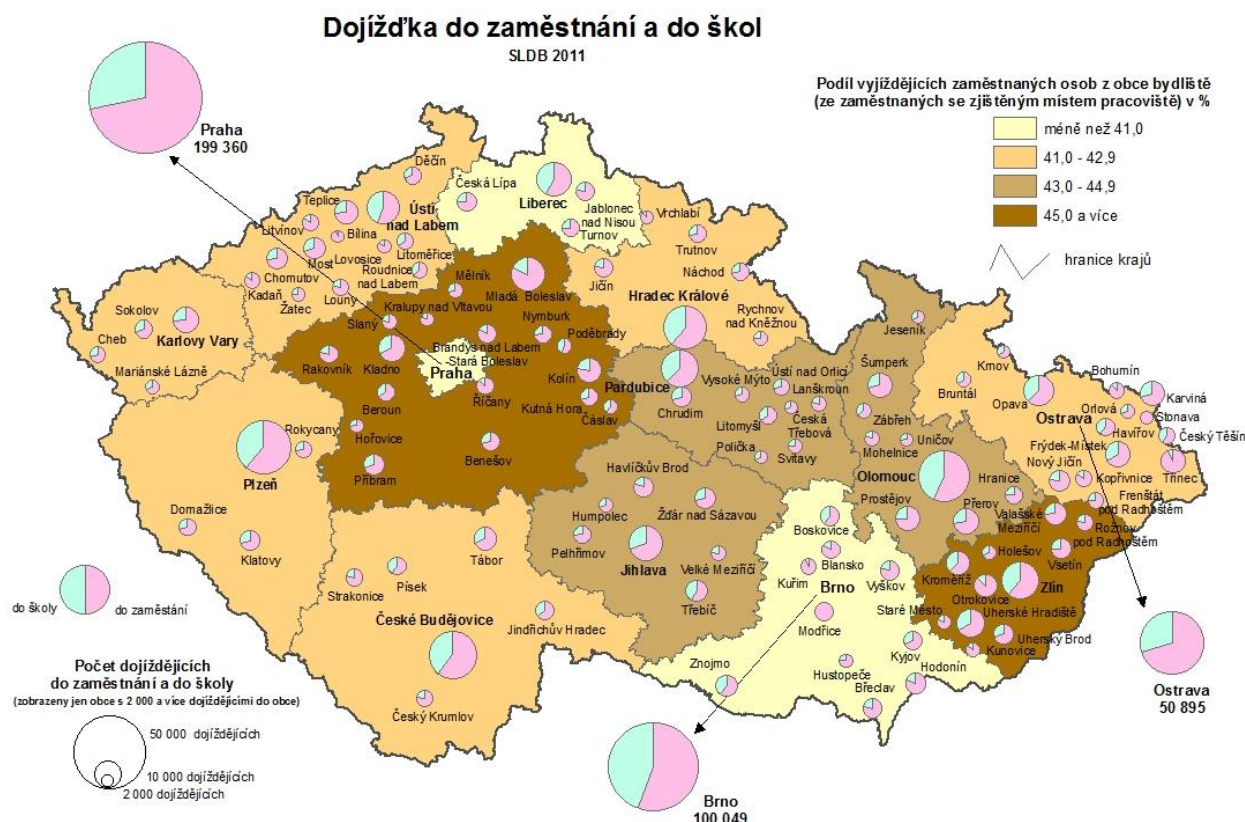 Dojížďka do zaměstnání a do škol
SLDB 2011
Podíl vyjíždějících zaměstnaných osob z obce bydliště
(ze zaměstnaných se zjištěným místem pracoviště) v %
méně než 41,0
41,0 - 42,9
43,0 - 44,9
45,0 a více
hranice krajů
Praha
199 360
Děčín
Česká Lípa
Liberec
Jablonec
nad Nisou
Turnov
Teplice
Ústí
nad Labem
Litvínov
Bílina
Most
Lovosice
Litoměřice
Roudnice
nad Labem
Chomutov
Kadaň
Žatec
Louny
Vrchlabí
Trutnov
Náchod
Jičín
Hradec Králové
Rychnov
nad Kněžnou
Sokolov
Cheb
Karlovy Vary
Mariánské Lázně
Mělník
Mladá Boleslav
Kralupy nad Vltavou
Slaný
Nymburk
Poděbrady
Brandýs nad Labem
Stará Boleslav
Rakovník
Kladno
Praha
Kolín
Beroun
Říčany
Kutná Hora
Čáslav
Hořovice
Benešov
Příbram
Pardubice
Chrudim
Vysoké Mýto
Ústí nad Orlicí
Lanškroun
Litomyšl
Česká
Třebová
Polička
Svitavy
Jeseník
Šumperk
Zábřeh
Mohelnice
Uničov
Olomouc
Hranice
Prostějov
Přerov
Krnov
Bruntál
Opava
Bohumín
Karviná
Ostrava
Orlová
Stonava
Havířov
Český Těšín
Frýdek-Místek
Nový Jičín
Třinec
Kopřivnice
Frenštát
pod Radhoštěm
Valašské
Meziříčí
Rožnov
pod Radhoštěm
Rokycany
Plzeň
Domažlice
Klatovy
Havlíčkův Brod
Humpolec
Žďár nad Sázavou
Pelhřimov
Jihlava
Velké Meziříčí
Třebíč
Tábor
Písek
Strakonice
České Budějovice
Jindřichův Hradec
Český Krumlov
Boskovice
Blansko
Kuřim
Brno
Vyškov
Modřice
Znojmo
Hustopeče
Břeclav
Kyjov
Hodonín
Holešov
Vsetín
Kroměříž
Zlín
Otrokovice
Staré Město
Uherské Hradiště
Uherský Brod
Kunovice
do školy
do zaměstání
Počet dojíždějících
do zaměstnání a do školy
(zobrazeny jen obce s 2 000 a více dojíždějícími do obce)
50 000 dojíždějících
10 000 dojíždějících
2 000 dojíždějících
Brno
100 049
Ostrava
50 895